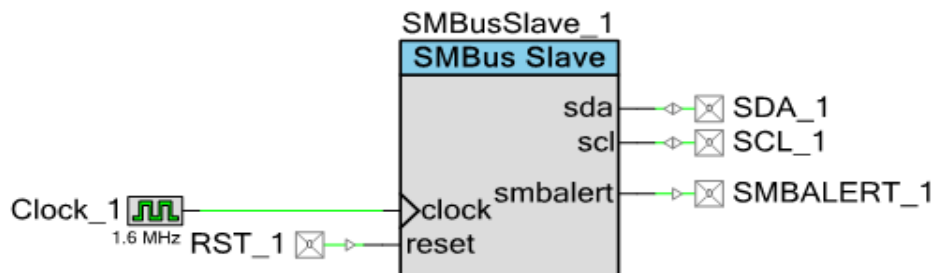 SMBusSlave_1
SMBus Slave
sda SDA_1
scl SCL_1
smbalert SMBALERT_1
Clock_1 clock
1.6 MHz
RST_1 reset